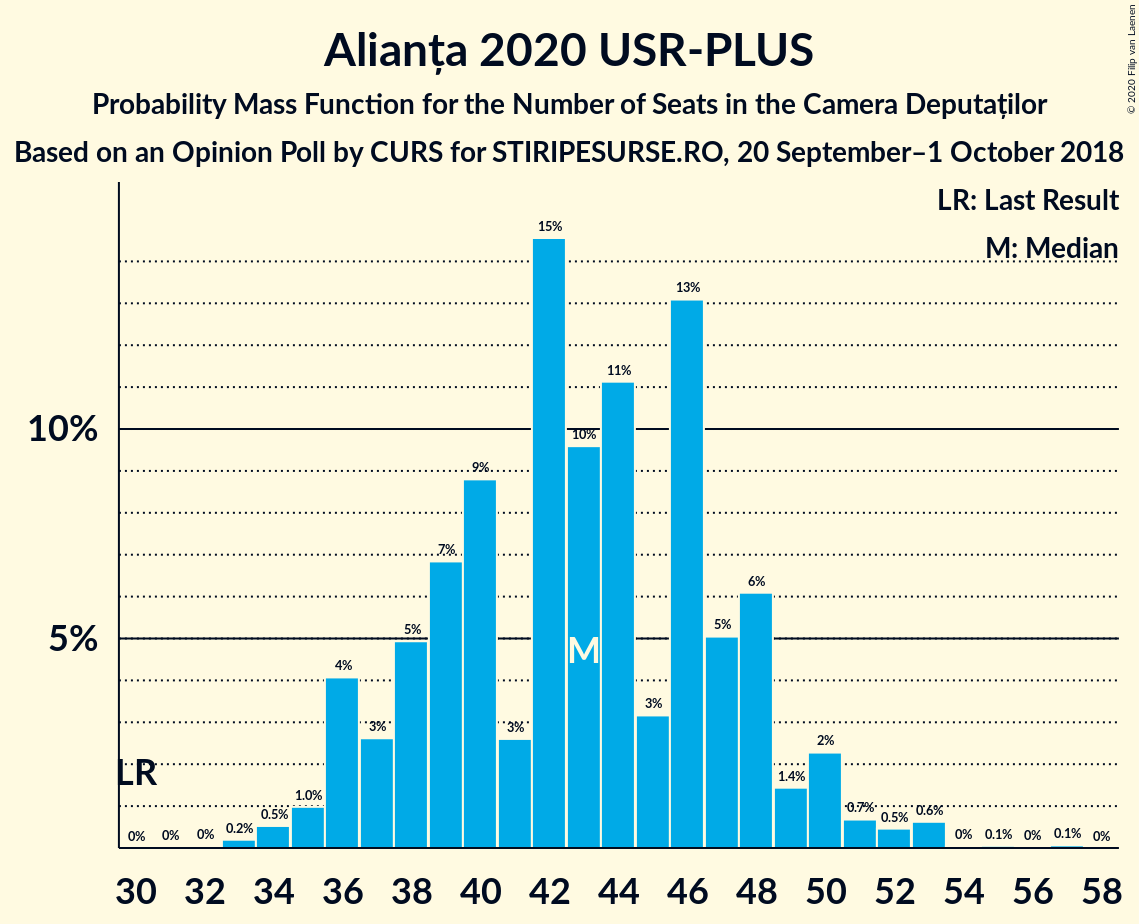 Alianța 2020 USR-PLUS
Probability Mass Function for the Number of Seats in the Camera Deputaților
Based on an Opinion Poll by CURS for STIRIPESURSE.RO, 20 September–1 October 2018
© 2020 Filip van Laenen
LR: Last Result
M: Median
10%
5%
LR
M
0% 0% 0% 0.2% 0.5% 1.0% 4% 3% 5% 7% 9% 3% 15% 10% 11% 3% 13% 5% 6% 1.4% 2% 0.7% 0.5% 0.6% 0% 0.1% 0% 0.1% 0%
30 32 34 36 38 40 42 44 46 48 50 52 54 56 58